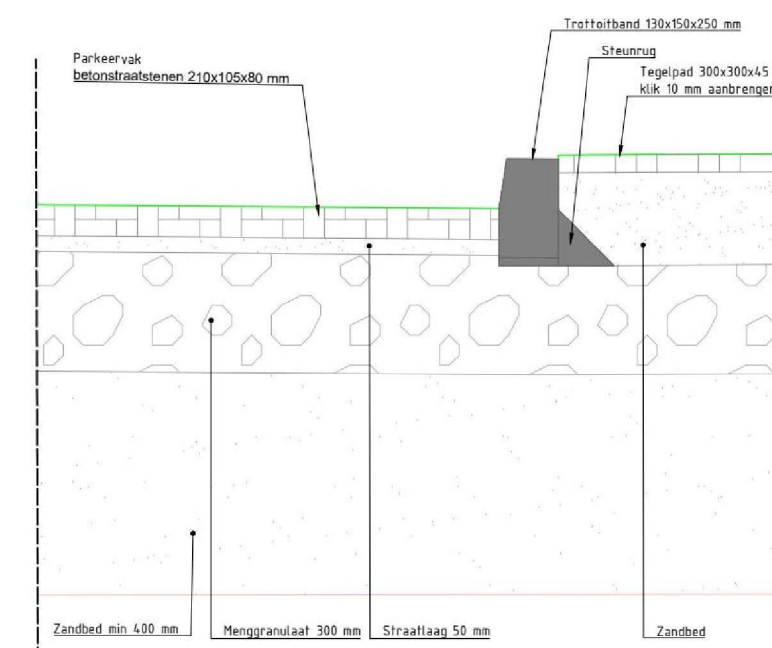 Trottoitband 130x150x250 mm
Steunrug
Parkeervak
betonstraatstenen 210x105x80 mm
Tegelpad 300x300x45
klik 10 mm aanbrengen
Zandbed min 400 mm
Menggranulaat 300 mm
Straatlaag 50 mm
Zandbed